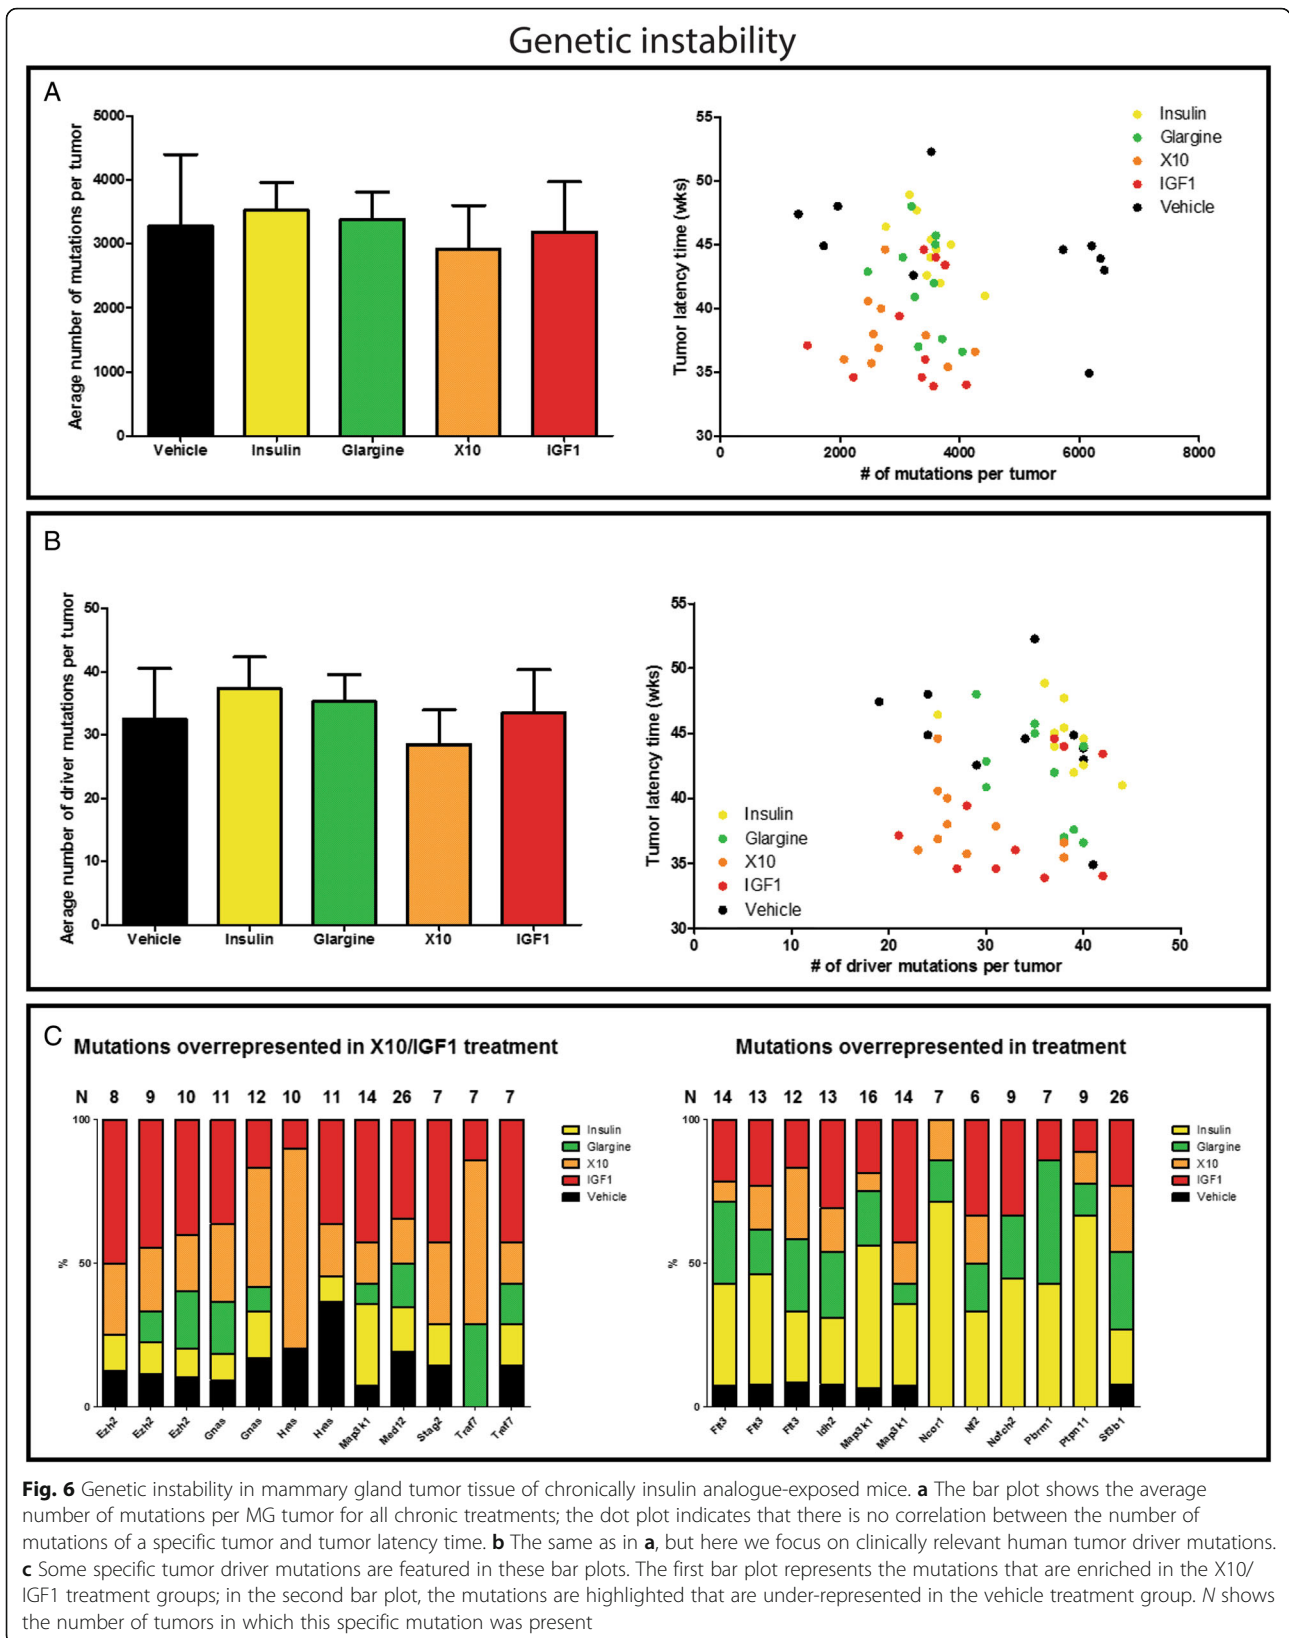 Genetic instability
A
Aerage number of mutations per tumor
5000
4000
3000
2000
1000
0
Vehicle Insulin Glargine X10 IGF1
Tumor latency time (wks)
55
50
45
40
35
30
0 2000 4000 6000 8000
# of mutations per tumor
Insulin
Glargine
X10
IGF1
Vehicle
B
Aerage number of driver mutations per tumor
50
40
30
20
10
0
Vehicle Insulin Glargine X10 IGF1
Tumor latency time (wks)
55
50
45
40
35
30
0 10 20 30 40 50
# of driver mutations per tumor
Insulin
Glargine
X10
IGF1
Vehicle
C
Mutations overrepresented in X10/IGF1 treatment
N 8 9 10 11 12 10 11 14 26 7 7 7
100
50
0
%
Ezh2 Ezh2 Ezh2 Gnas Gnas Hras Hras Map3k1 Med12 Stag2 Traf7 Traf7
Insulin
Glargine
X10
IGF1
Vehicle
Mutations overrepresented in treatment
N 14 13 12 13 16 14 7 6 9 7 9 26
100
50
0
%
Flt3 Flt3 Flt3 Idh2 Map3k1 Map3k1 Ncor1 Nf2 Notch2 Pbrm1 Ptpn11 Sf3b1
Insulin
Glargine
X10
IGF1
Vehicle
Fig. 6 Genetic instability in mammary gland tumor tissue of chronically insulin analogue-exposed mice. a The bar plot shows the average
number of mutations per MG tumor for all chronic treatments; the dot plot indicates that there is no correlation between the number of
mutations of a specific tumor and tumor latency time. b The same as in a, but here we focus on clinically relevant human tumor driver mutations.
c Some specific tumor driver mutations are featured in these bar plots. The first bar plot represents the mutations that are enriched in the X10/
IGF1 treatment groups; in the second bar plot, the mutations are highlighted that are under-represented in the vehicle treatment group. N shows
the number of tumors in which this specific mutation was present